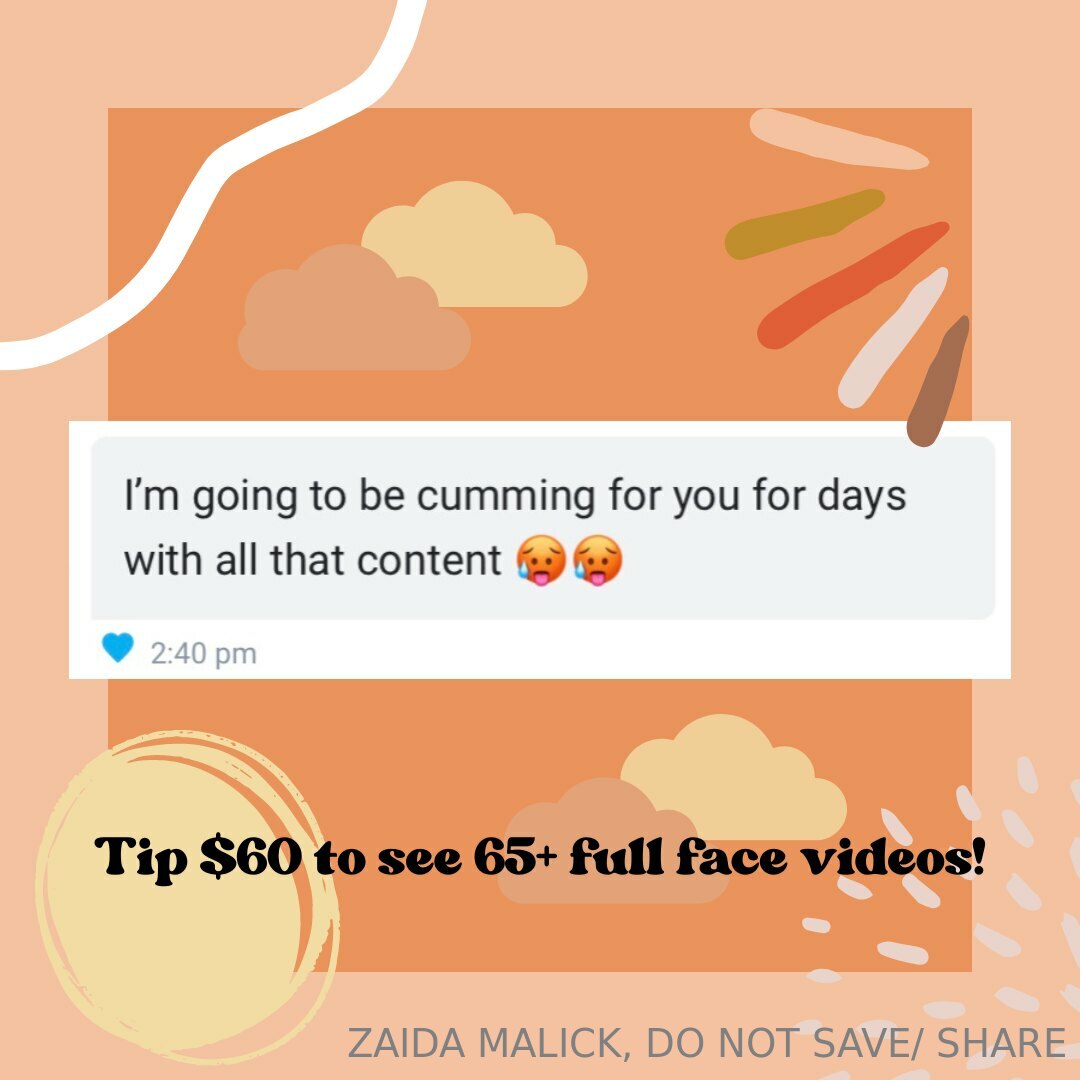 I'm going to be cumming for you for days
with all that content 🥵🥵
2:40 pm
Tip $60 to see 65+ full face videos!
ZAIDA MALICK, DO NOT SAVE/ SHARE